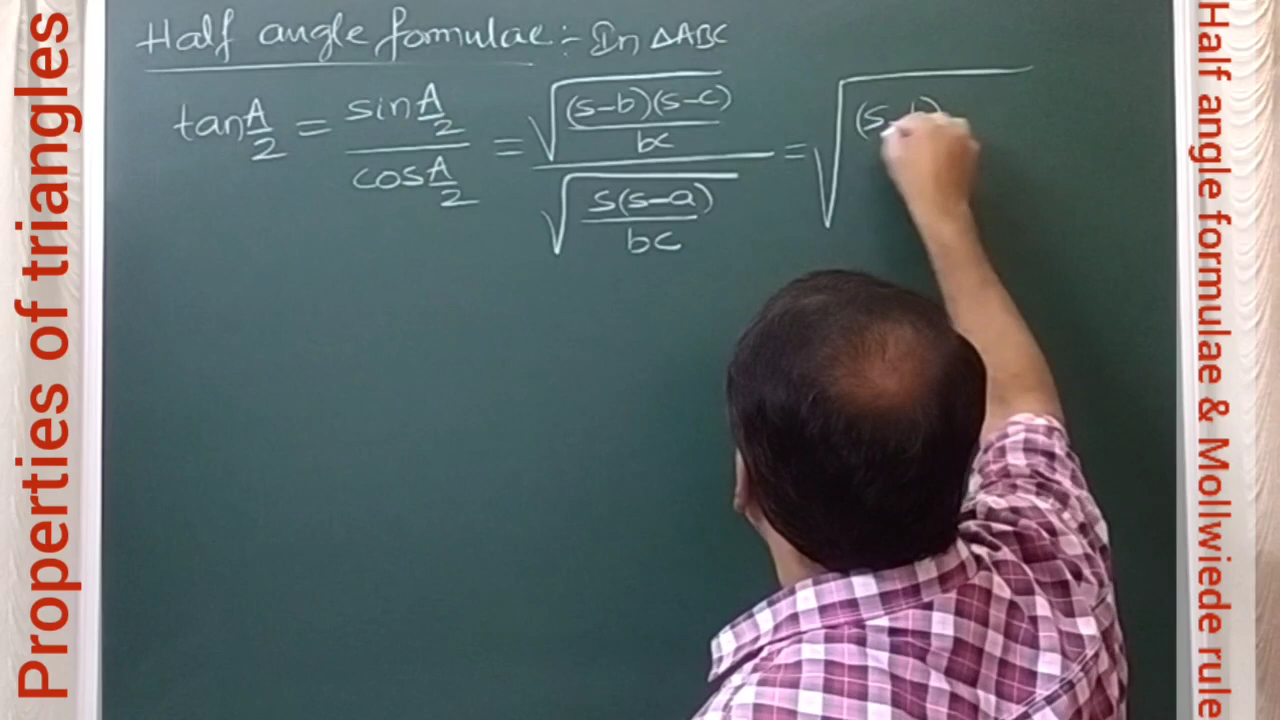 Properties of triangles
Half angle formulae :- In △ABC
tan A/2 = sin A/2 / cos A/2 = √((s-b)(s-c)/bc) / √(s(s-a)/bc) = √(s-b)
Half angle formulae & Mollwiede rule